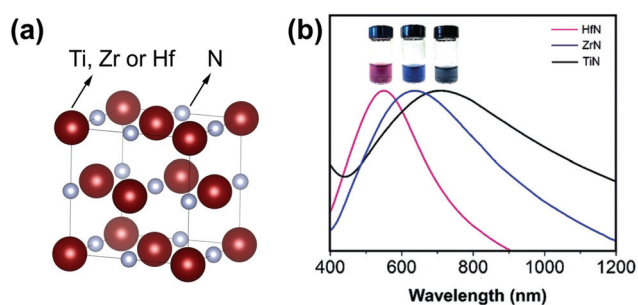 (a)
Ti, Zr or Hf
N
(b)
HfN
ZrN
TiN
400 600 800 1000 1200
Wavelength (nm)